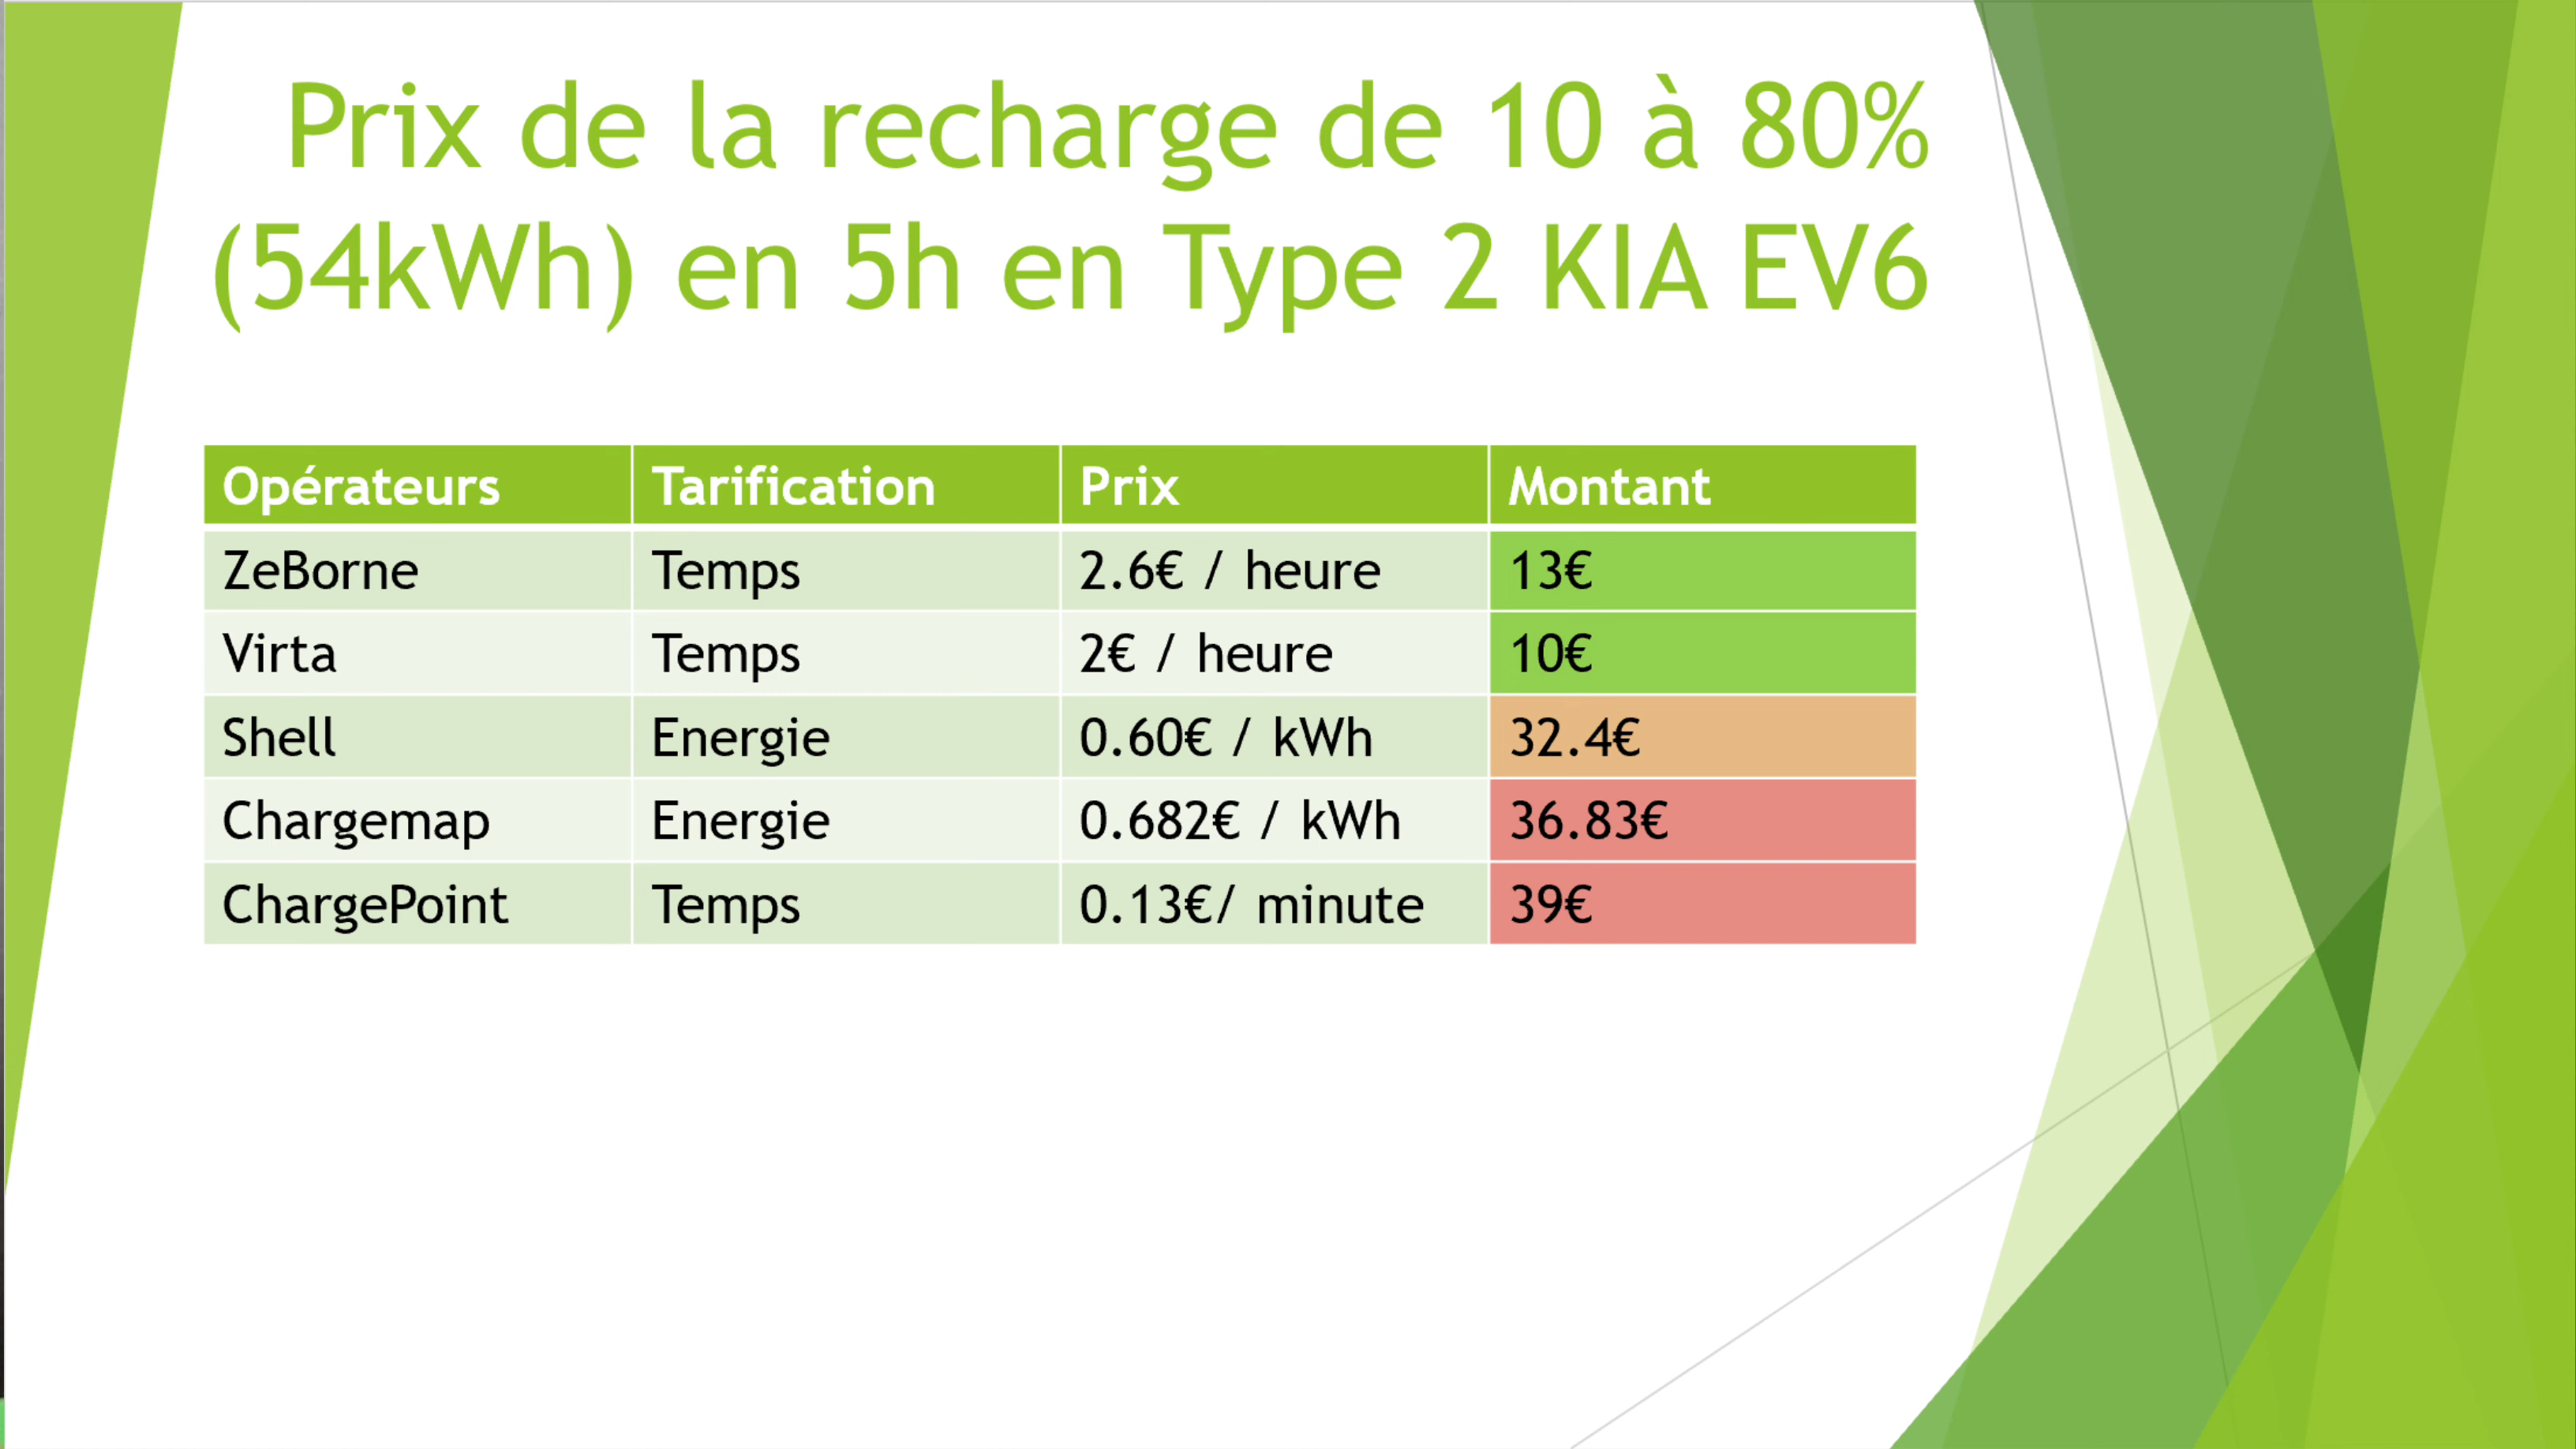 Prix de la recharge de 10 à 80%
(54kWh) en 5h en Type 2 KIA EV6
Opérateurs Tarification Prix Montant
ZeBorne Temps 2.6€ / heure 13€
Virta Temps 2€ / heure 10€
Shell Energie 0.60€ / kWh 32.4€
Chargemap Energie 0.682€ / kWh 36.83€
ChargePoint Temps 0.13€/ minute 39€